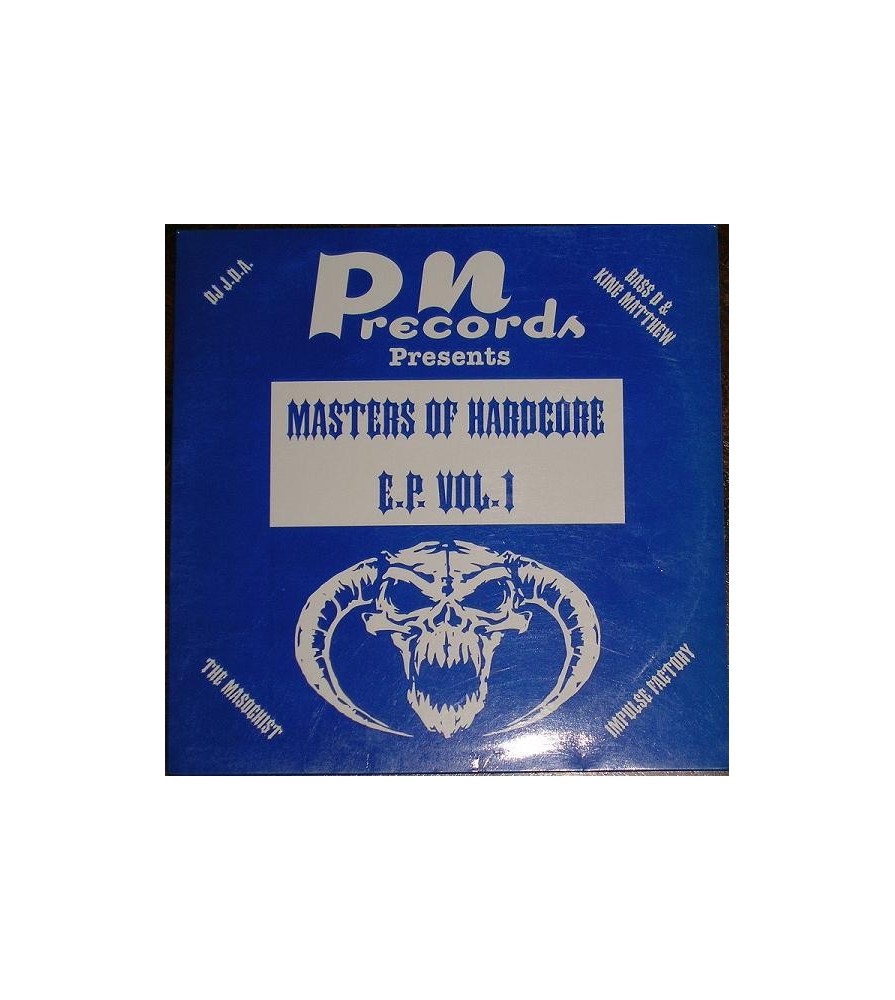 DJ J.D.A.
BASS D &
KING MATTHEW
PN
records
Presents
MASTERS OF HARDCORE
E.P. VOL.1
THE MASOCHIST
IMPULSE FACTORY